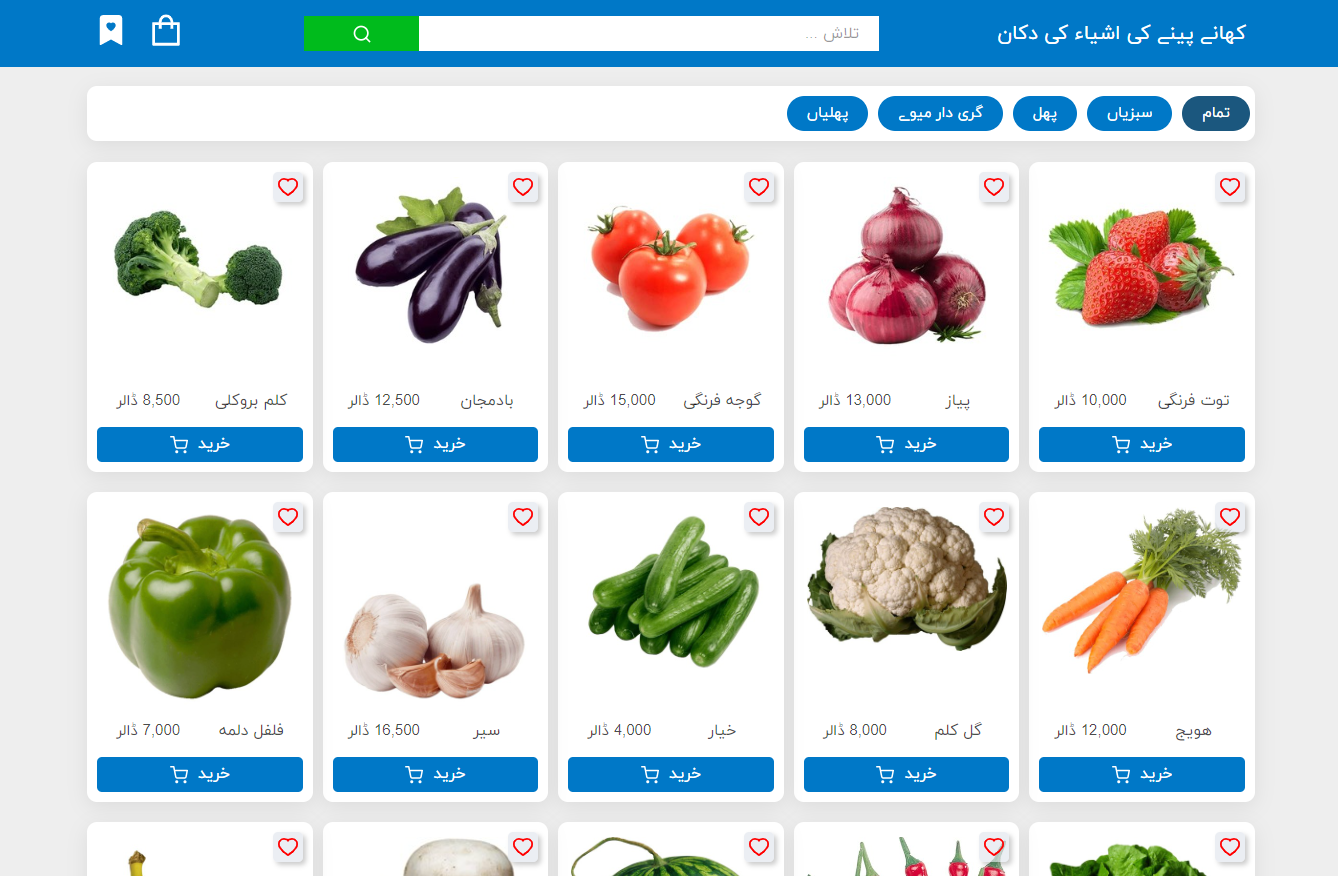 کھانے پینے کی اشیاء کی دکان
تلاش ...
تمام
سبزیاں
پھل
گری دار میوے
پھلیاں
توت فرنگی 10,000 ڈالر
خرید
پیاز 13,000 ڈالر
خرید
گوجه فرنگی 15,000 ڈالر
خرید
بادمجان 12,500 ڈالر
خرید
کلم بروکلی 8,500 ڈالر
خرید
هویج 12,000 ڈالر
خرید
گل کلم 8,000 ڈالر
خرید
خیار 4,000 ڈالر
خرید
سیر 16,500 ڈالر
خرید
فلفل دلمه 7,000 ڈالر
خرید